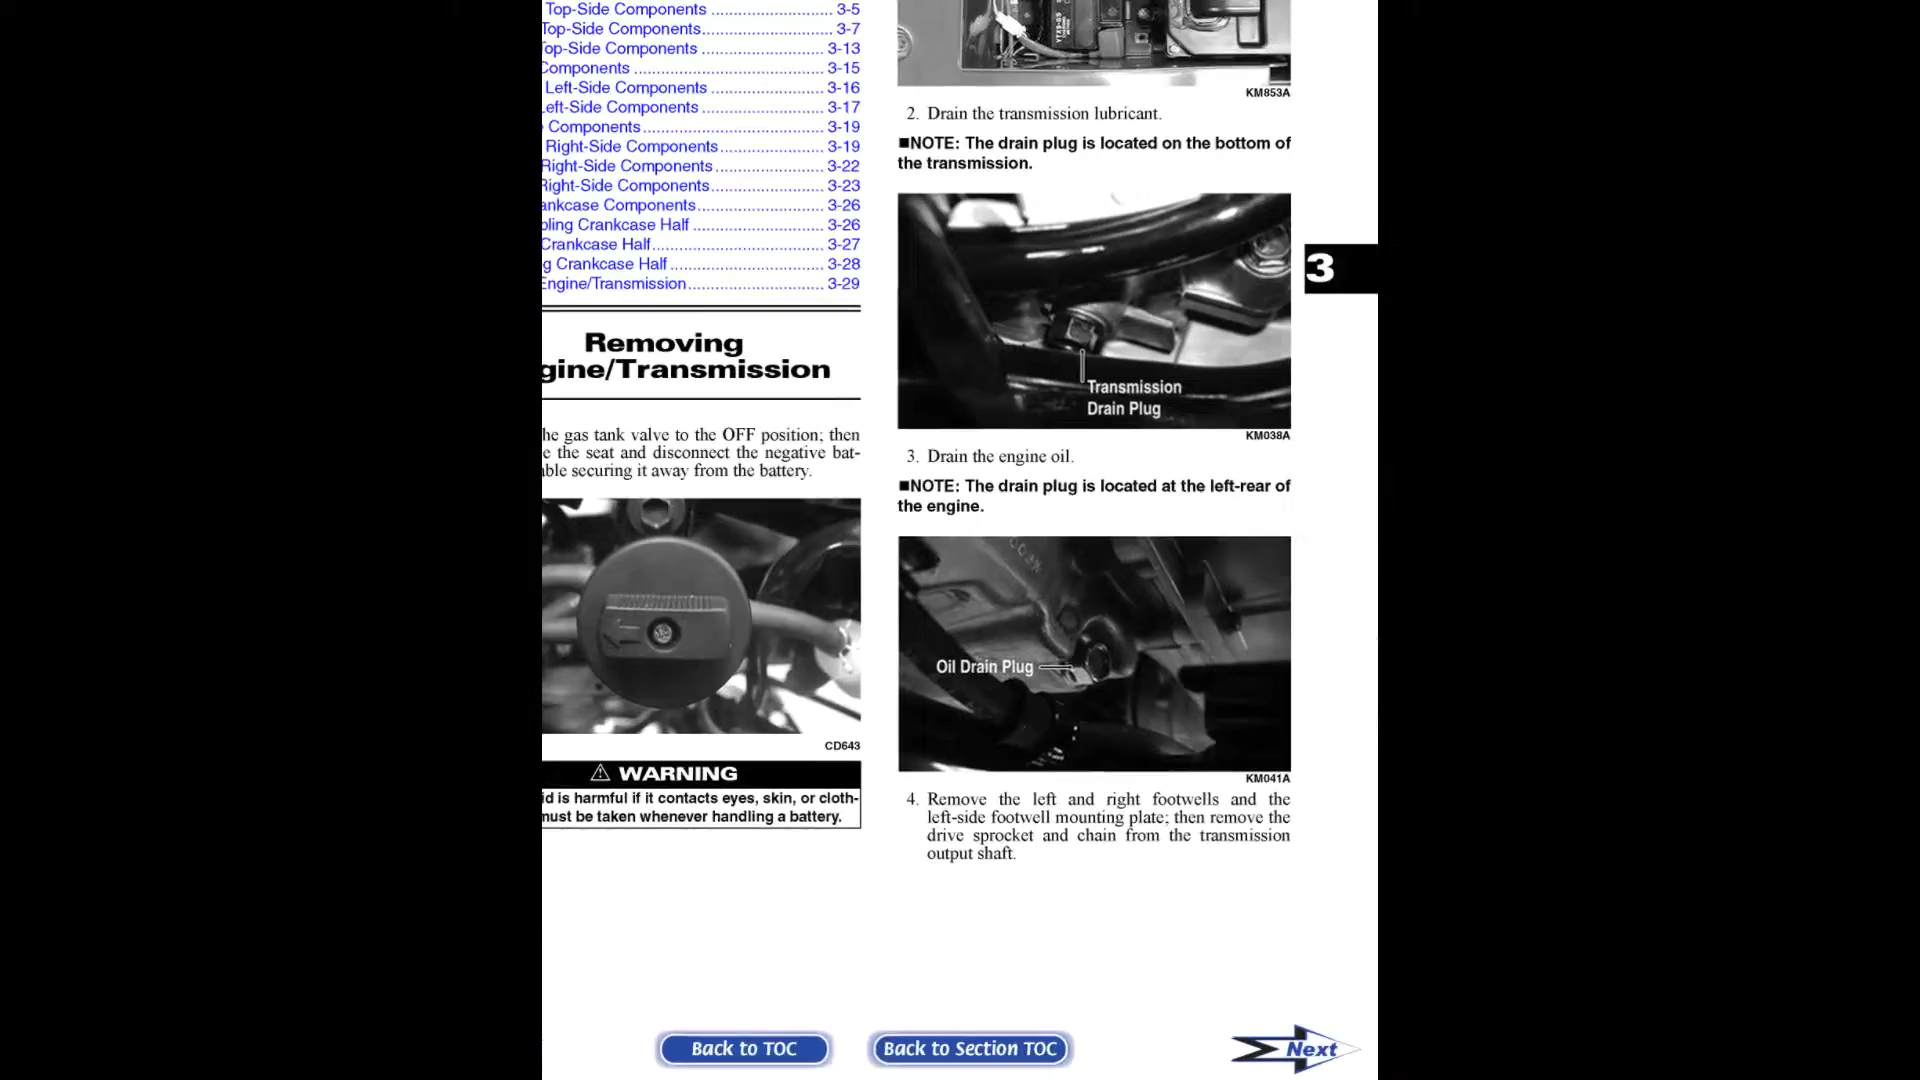 Top-Side Components ............................ 3-5
Top-Side Components.............................. 3-7
Top-Side Components ............................ 3-13
Components ........................................... 3-15
Left-Side Components .......................... 3-16
Left-Side Components ............................ 3-17
Components......................................... 3-19
Right-Side Components........................ 3-19
Right-Side Components ......................... 3-22
Right-Side Components.......................... 3-23
ankcase Components............................. 3-26
bling Crankcase Half .............................. 3-26
Crankcase Half....................................... 3-27
g Crankcase Half ................................... 3-28
Engine/Transmission............................... 3-29
Removing
gine/Transmission
he gas tank valve to the OFF position; then
e the seat and disconnect the negative bat-
able securing it away from the battery.
CD643
WARNING
id is harmful if it contacts eyes, skin, or cloth-
must be taken whenever handling a battery.
YTX9-BS
KM853A
2. Drain the transmission lubricant.
■NOTE: The drain plug is located on the bottom of
the transmission.
Transmission
Drain Plug
KM038A
3. Drain the engine oil.
■NOTE: The drain plug is located at the left-rear of
the engine.
Oil Drain Plug
KM041A
4. Remove the left and right footwells and the
left-side footwell mounting plate; then remove the
drive sprocket and chain from the transmission
output shaft.
3
Back to TOC
Back to Section TOC
Next